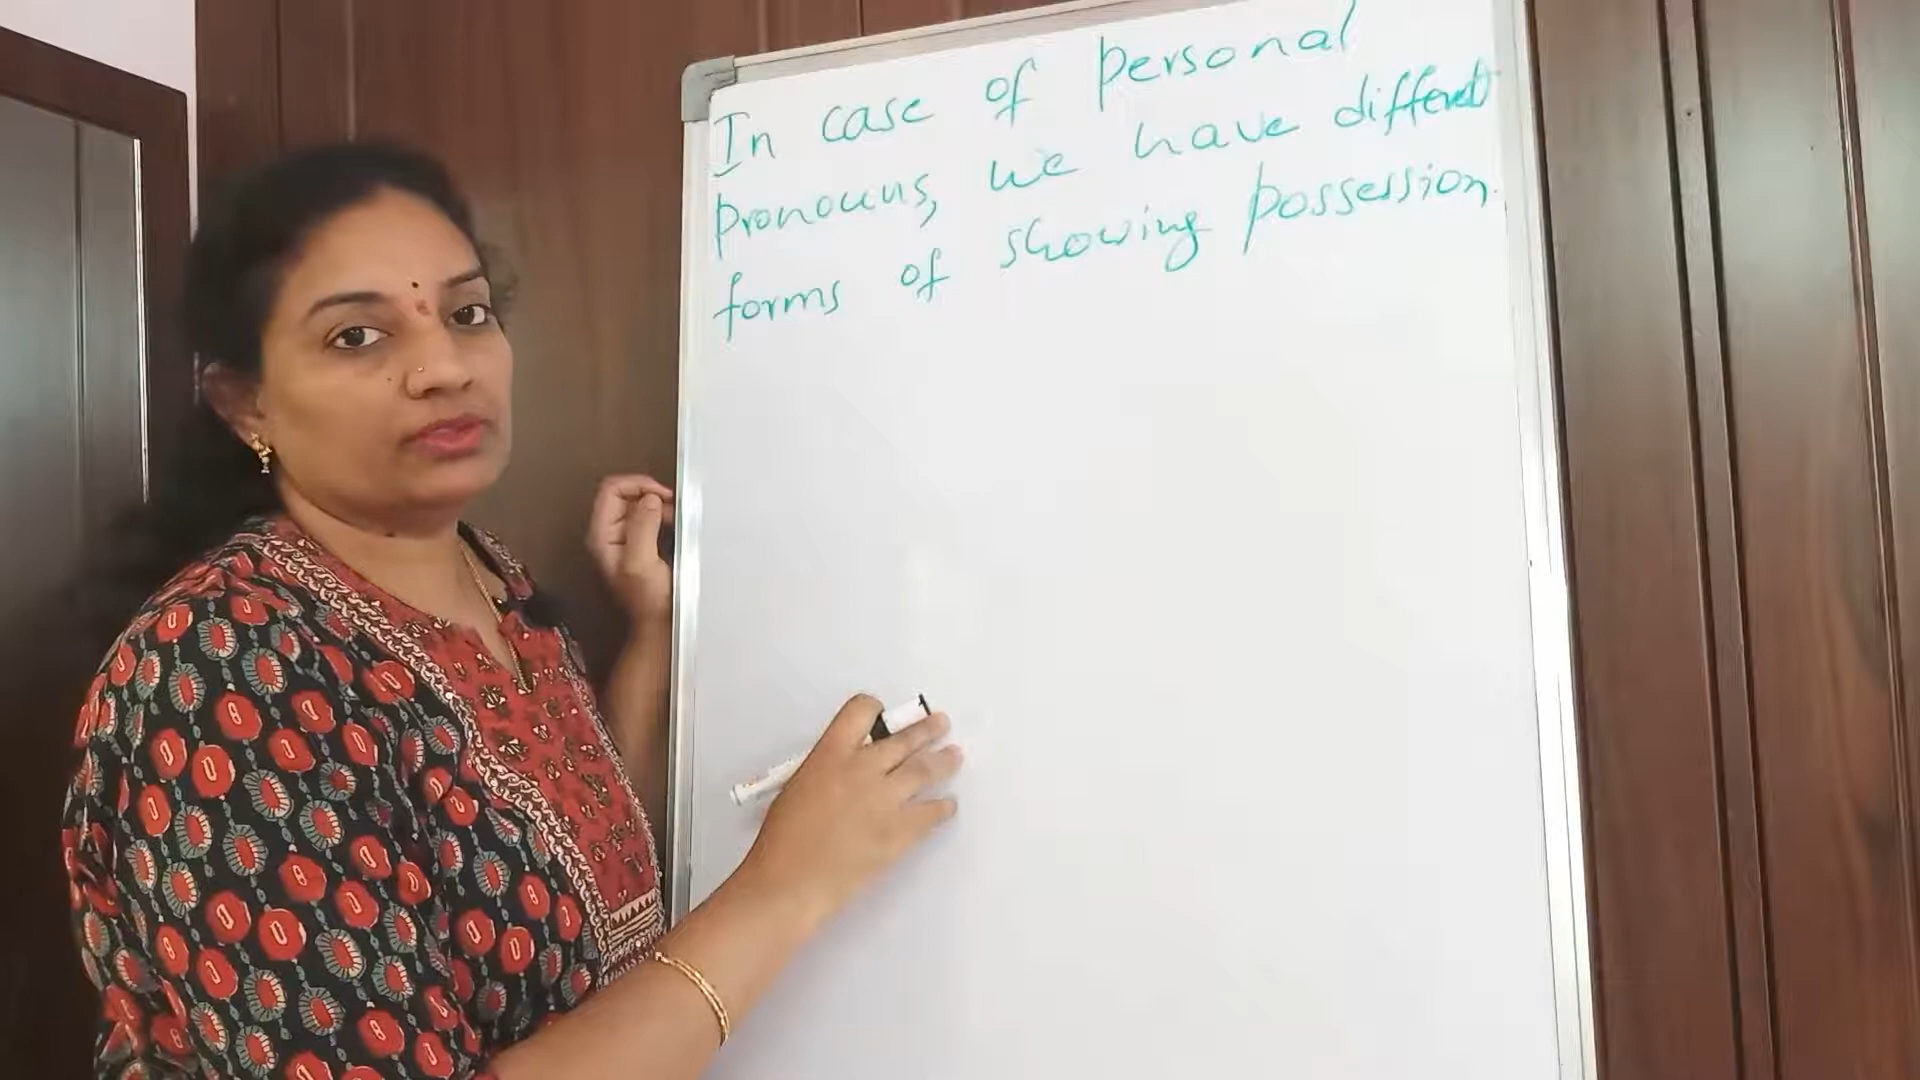 In case of personal
pronouns, we have different
forms of showing possession.